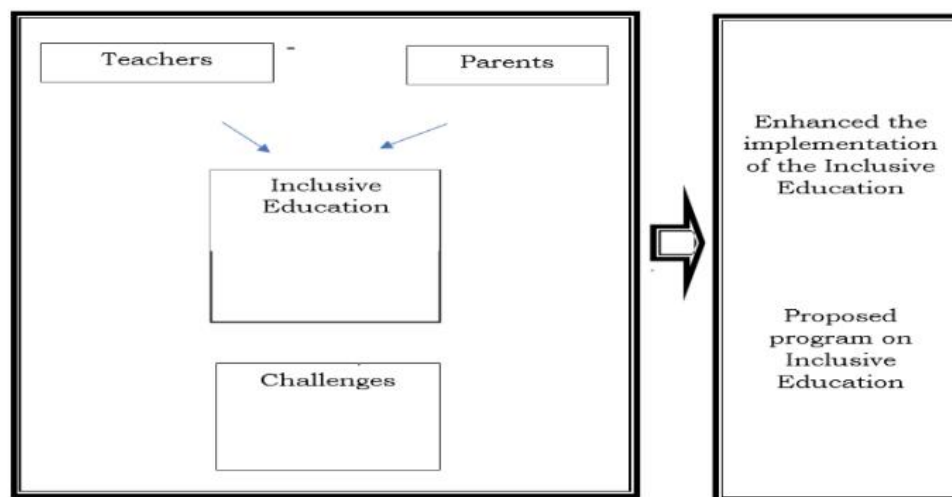 Teachers
Parents
Inclusive
Education
Challenges
Enhanced the
implementation
of the Inclusive
Education
Proposed
program on
Inclusive
Education